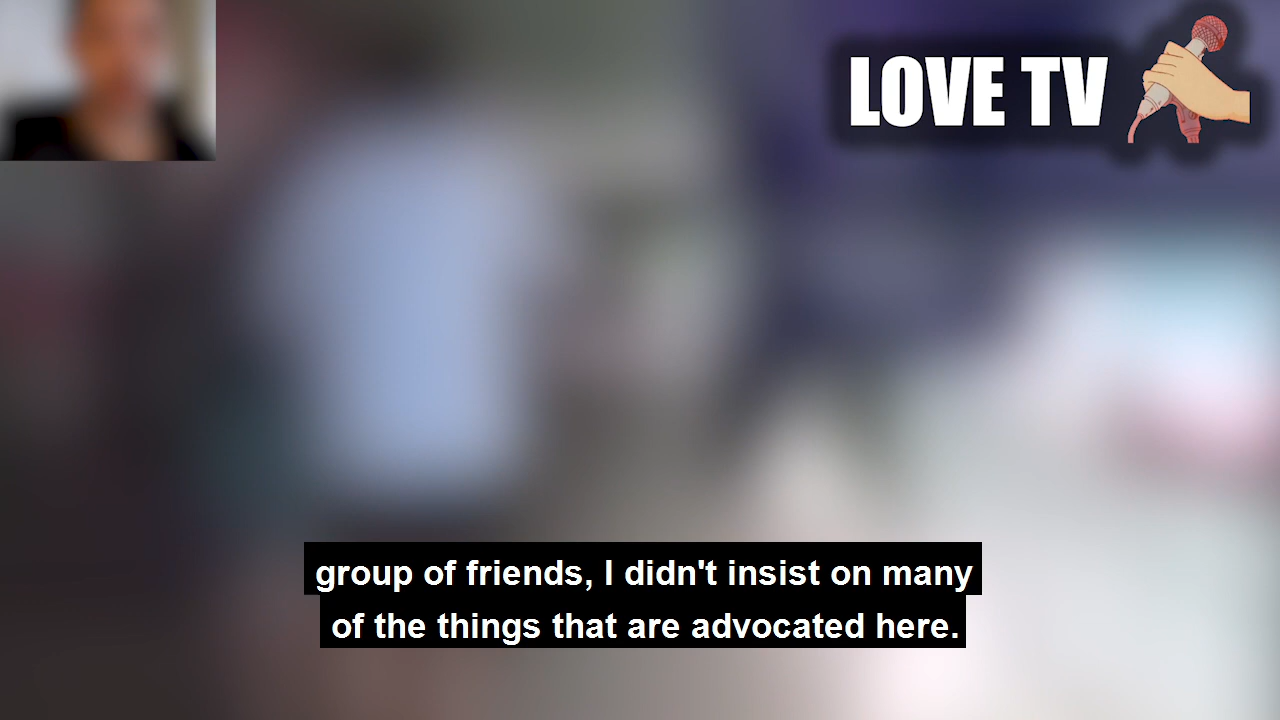 LOVE TV
group of friends, I didn't insist on many
of the things that are advocated here.